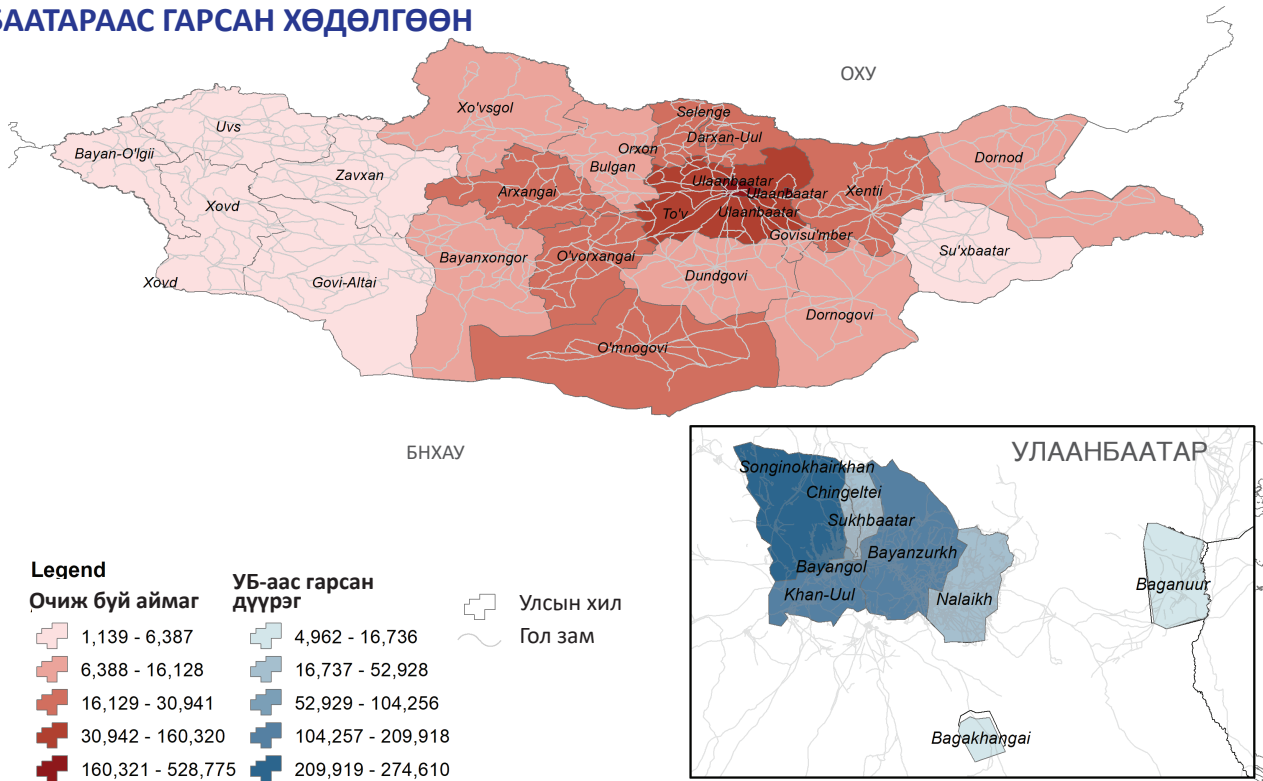 БААТАРААС ГАРСАН ХӨДӨЛГӨӨН
ОХУ
Xo'vsgol
Selenge
Uvs
Darxan-Uul
Bayan-O'lgii
Orxon
Dornod
Bulgan
Zavxan
Ulaanbaatar
Arxangai
Ulaanbaatar
Xentii
Xovd
To'v
Ulaanbaatar
Govisu'mber
Su'xbaatar
Bayanxongor
O'vorxangai
Dundgovi
Xovd
Govi-Altai
Dornogovi
O'mnogovi
БНХАУ
УЛААНБААТАР
Songinokhairkhan
Chingeltei
Sukhbaatar
Bayanzurkh
Bayangol
Khan-Uul
Nalaikh
Baganuur
Bagakhangai
Legend
Очиж буй аймаг
1,139 - 6,387
6,388 - 16,128
16,129 - 30,941
30,942 - 160,320
160,321 - 528,775
УБ-аас гарсан
дүүрэг
4,962 - 16,736
16,737 - 52,928
52,929 - 104,256
104,257 - 209,918
209,919 - 274,610
Улсын хил
Гол зам